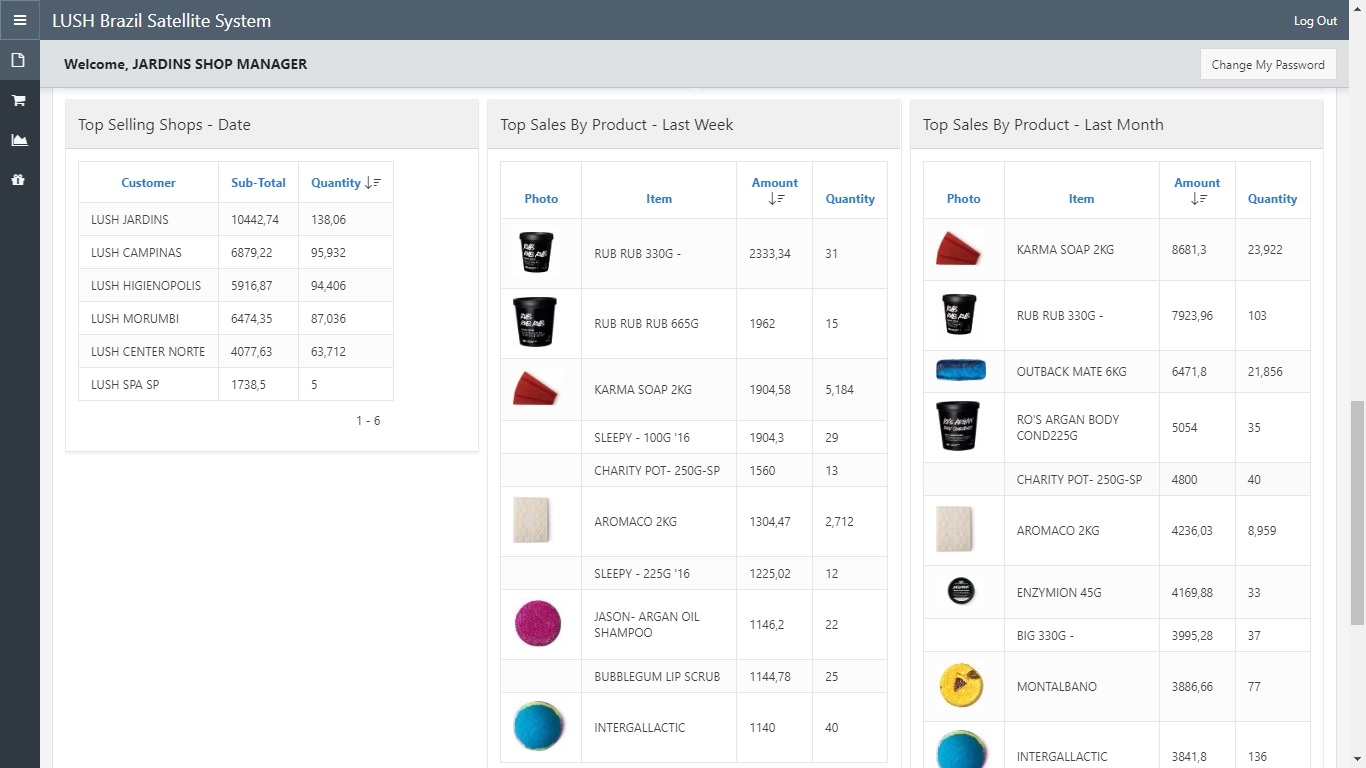 LUSH Brazil Satellite System
Log Out
Welcome, JARDINS SHOP MANAGER
Change My Password
Top Selling Shops - Date
Customer Sub-Total Quantity
LUSH JARDINS 10442,74 138,06
LUSH CAMPINAS 6879,22 95,932
LUSH HIGIENOPOLIS 5916,87 94,406
LUSH MORUMBI 6474,35 87,036
LUSH CENTER NORTE 4077,63 63,712
LUSH SPA SP 1738,5 5
1 - 6
Top Sales By Product - Last Week
Photo Item Amount Quantity
RUB RUB 330G - 2333,34 31
RUB RUB RUB 665G 1962 15
KARMA SOAP 2KG 1904,58 5,184
SLEEPY - 100G '16 1904,3 29
CHARITY POT- 250G-SP 1560 13
AROMACO 2KG 1304,47 2,712
SLEEPY - 225G '16 1225,02 12
JASON- ARGAN OIL
SHAMPOO 1146,2 22
BUBBLEGUM LIP SCRUB 1144,78 25
INTERGALLACTIC 1140 40
Top Sales By Product - Last Month
Photo Item Amount Quantity
KARMA SOAP 2KG 8681,3 23,922
RUB RUB 330G - 7923,96 103
OUTBACK MATE 6KG 6471,8 21,856
RO'S ARGAN BODY
COND225G 5054 35
CHARITY POT- 250G-SP 4800 40
AROMACO 2KG 4236,03 8,959
ENZYMION 45G 4169,88 33
BIG 330G - 3995,28 37
MONTALBANO 3886,66 77
INTERGALLACTIC 3841,8 136